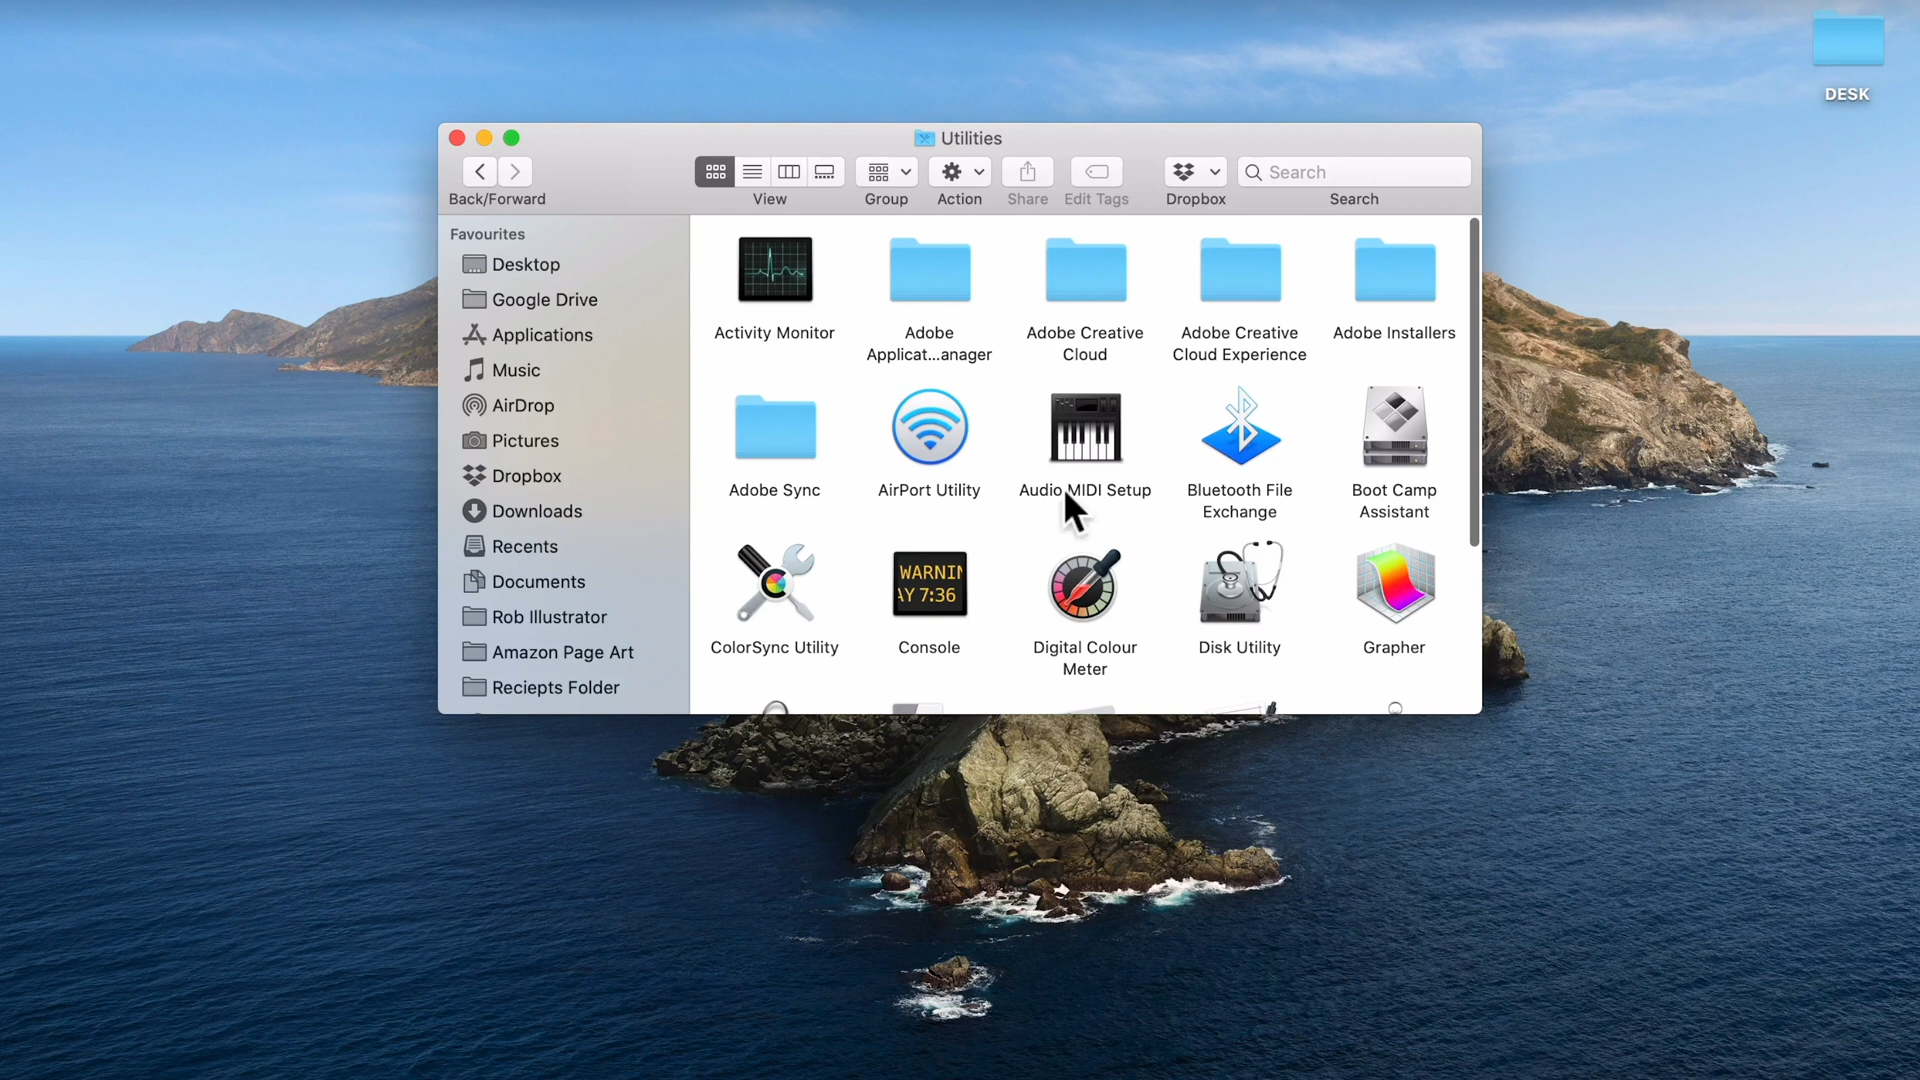 DESK
Utilities
Search
Back/Forward
View
Group
Action
Share
Edit Tags
Dropbox
Search
Favourites
Desktop
Google Drive
Applications
Music
AirDrop
Pictures
Dropbox
Downloads
Recents
Documents
Rob Illustrator
Amazon Page Art
Reciepts Folder
Activity Monitor
Adobe
Applicat...anager
Adobe Creative
Cloud
Adobe Creative
Cloud Experience
Adobe Installers
Adobe Sync
AirPort Utility
Audio MIDI Setup
Bluetooth File
Exchange
Boot Camp
Assistant
WARNIN
AY 7:36
ColorSync Utility
Console
Digital Colour
Meter
Disk Utility
Grapher